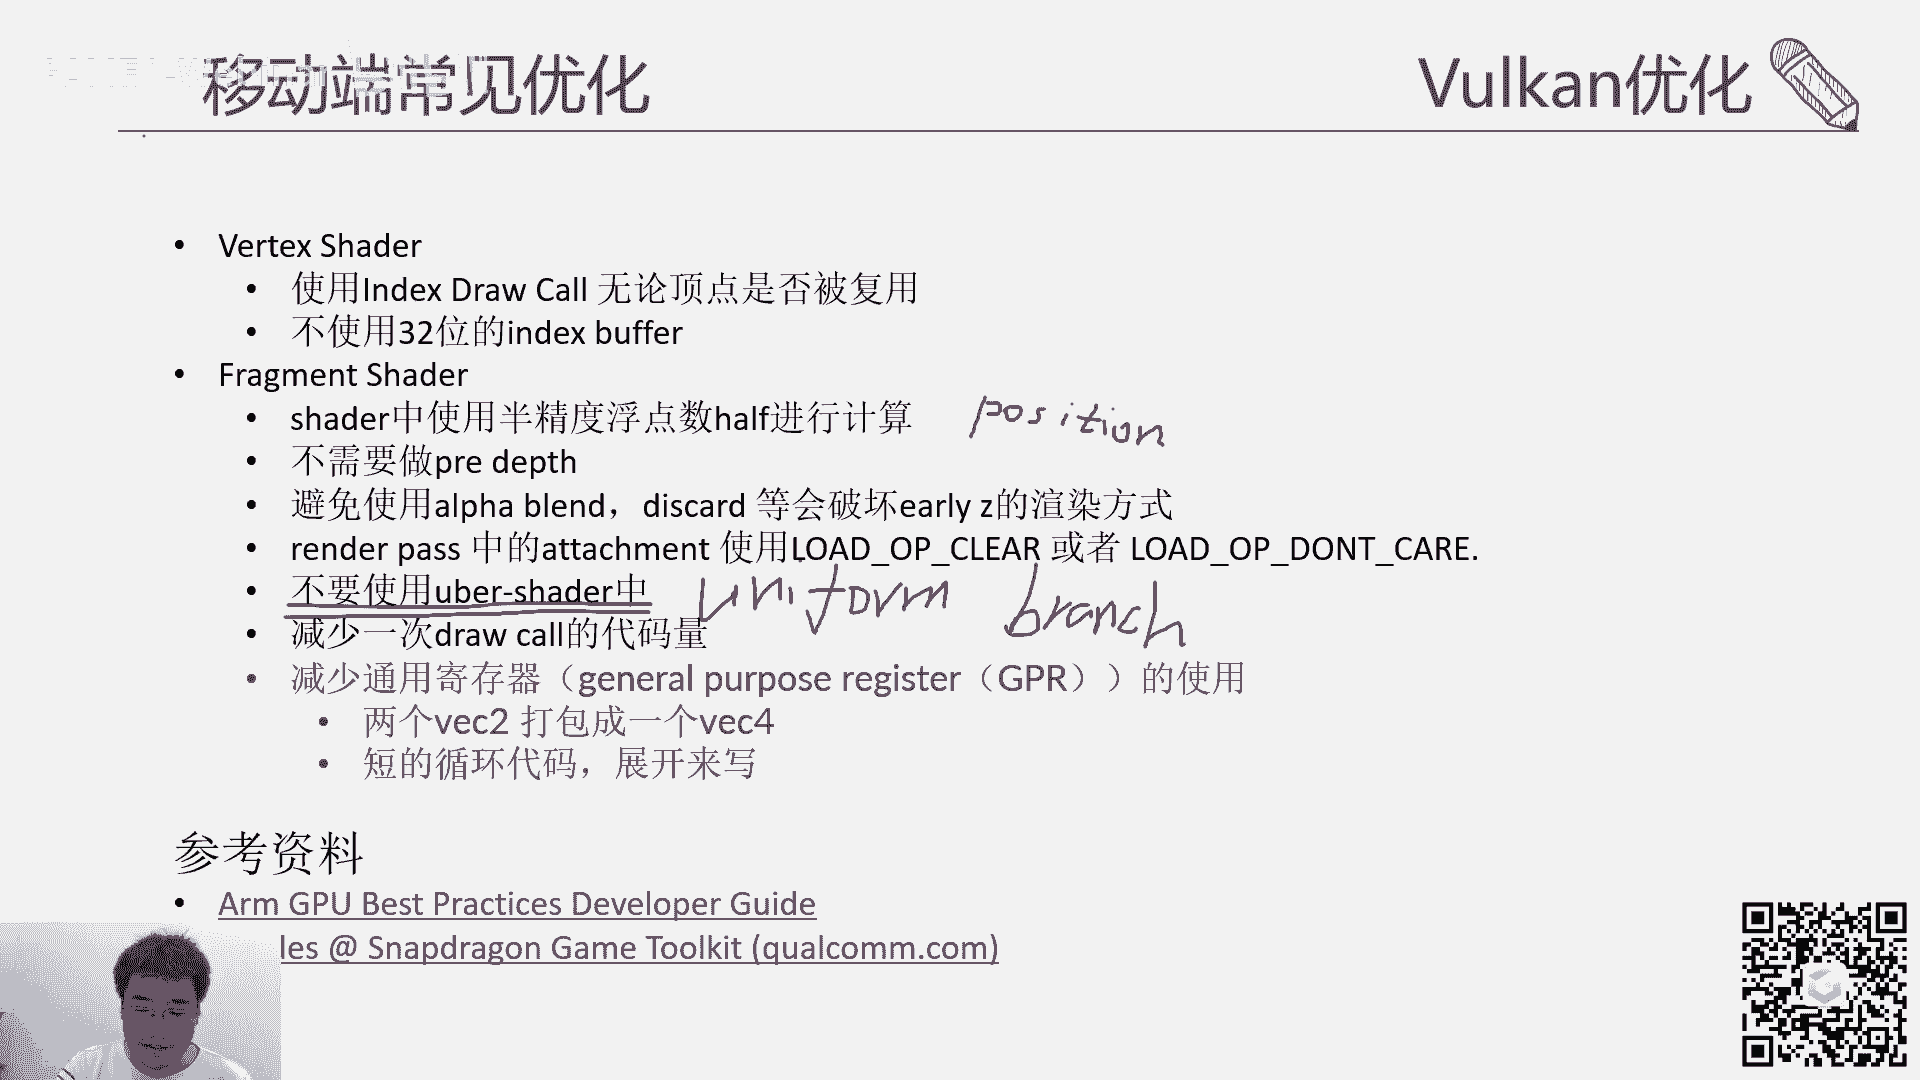 移动端常见优化
Vulkan优化
• Vertex Shader
• 使用Index Draw Call 无论顶点是否被复用
• 不使用32位的index buffer
• Fragment Shader
• shader中使用半精度浮点数half进行计算 position
• 不需要做pre depth
• 避免使用alpha blend，discard 等会破坏early z的渲染方式
• render pass 中的attachment 使用LOAD_OP_CLEAR 或者 LOAD_OP_DONT_CARE.
• 不要使用uber-shader中 uniform branch
• 减少一次draw call的代码量
• 减少通用寄存器（general purpose register（GPR））的使用
• 两个vec2 打包成一个vec4
• 短的循环代码，展开来写
参考资料
• Arm GPU Best Practices Developer Guide
les @ Snapdragon Game Toolkit (qualcomm.com)